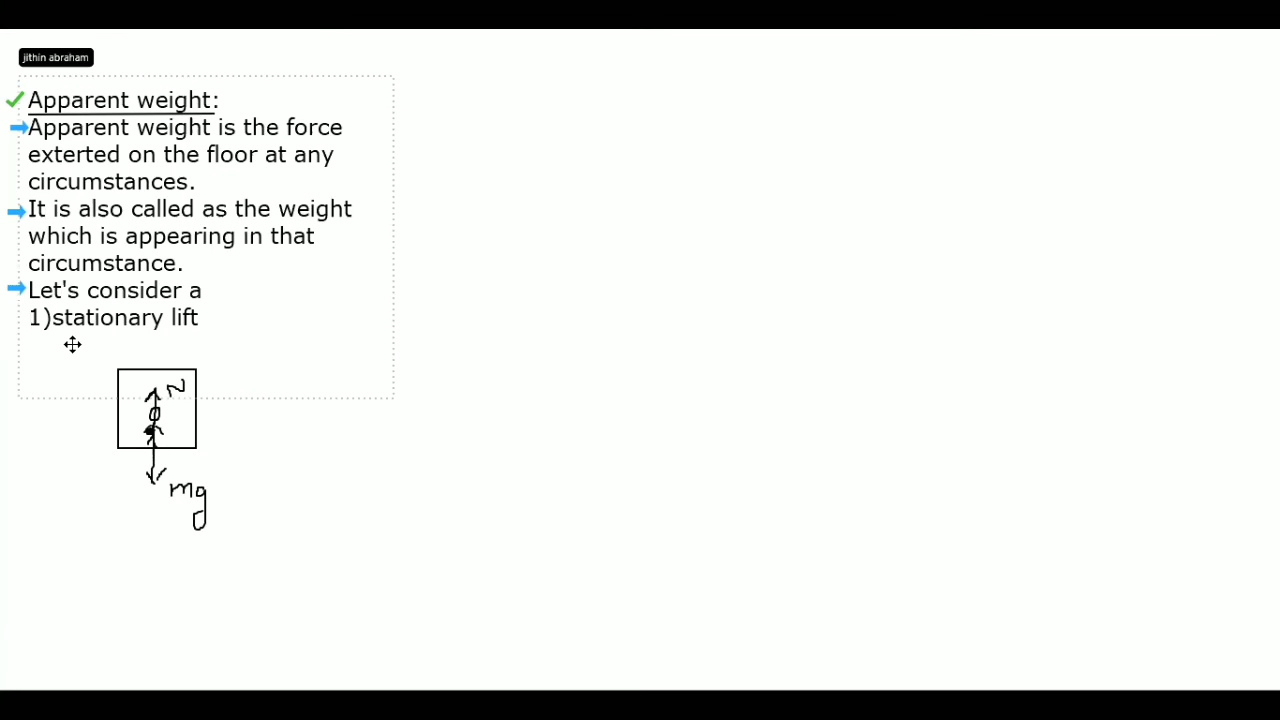 jithin abraham
Apparent weight:
Apparent weight is the force
exterted on the floor at any
circumstances.
It is also called as the weight
which is appearing in that
circumstance.
Let's consider a
1)stationary lift
N
mg